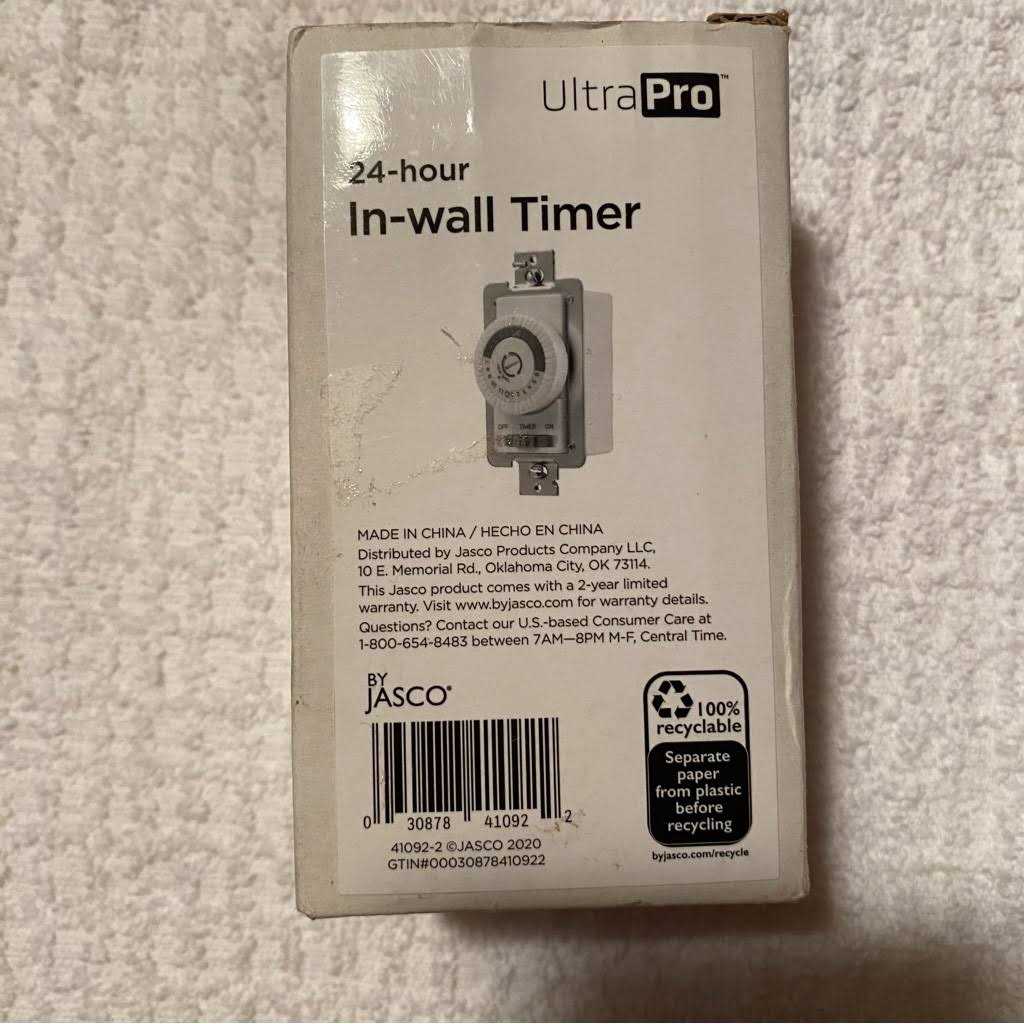 UltraPro™
24-hour
In-wall Timer
OFF TIMER ON
MADE IN CHINA / HECHO EN CHINA
Distributed by Jasco Products Company LLC,
10 E. Memorial Rd., Oklahoma City, OK 73114.
This Jasco product comes with a 2-year limited
warranty. Visit www.byjasco.com for warranty details.
Questions? Contact our U.S.-based Consumer Care at
1-800-654-8483 between 7AM—8PM M-F, Central Time.
BY
JASCO®
0 30878 41092 2
41092-2 ©JASCO 2020
GTIN#00030878410922
100%
recyclable
Separate
paper
from plastic
before
recycling
byjasco.com/recycle